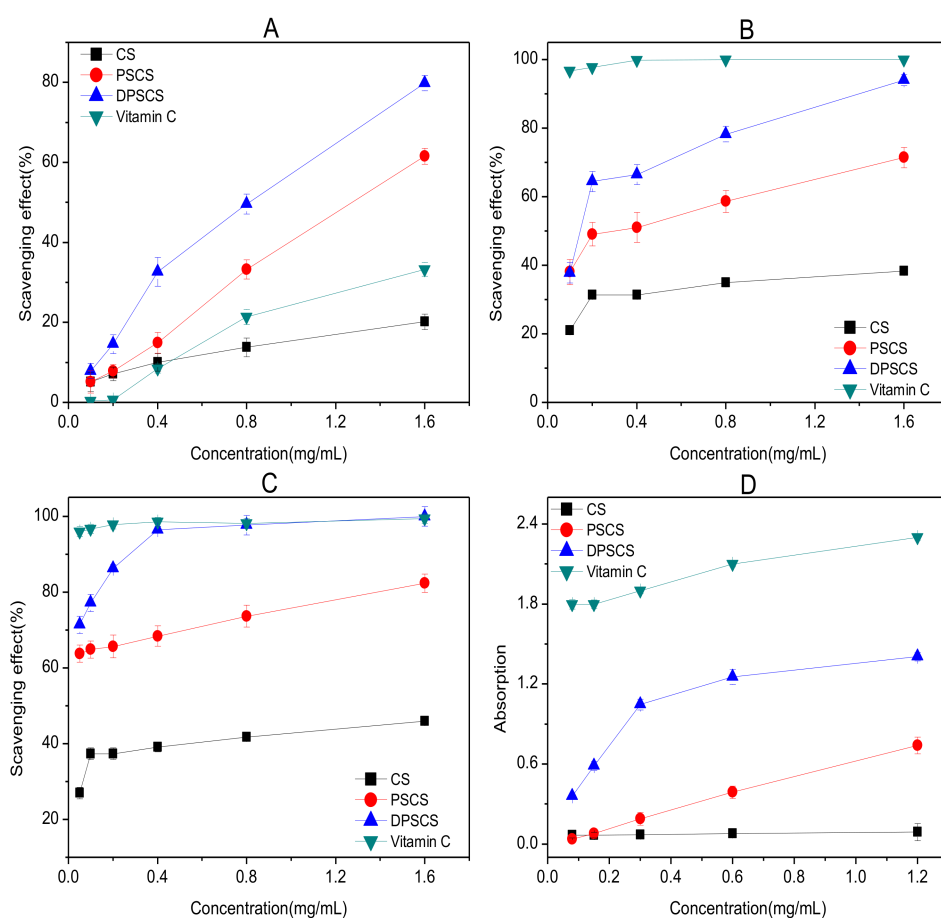 A
CS
PSCS
DPSCS
Vitamin C
80
60
40
20
0
Scavenging effect(%)
0.0 0.4 0.8 1.2 1.6
Concentration(mg/mL)
B
100
80
60
40
20
0
Scavenging effect(%)
CS
PSCS
DPSCS
Vitamin C
0.0 0.4 0.8 1.2 1.6
Concentration(mg/mL)
C
100
80
60
40
20
Scavenging effect(%)
CS
PSCS
DPSCS
Vitamin C
0.0 0.4 0.8 1.2 1.6
Concentration(mg/mL)
D
CS
PSCS
DPSCS
Vitamin C
2.4
1.8
1.2
0.6
0.0
Absorption
0.0 0.2 0.4 0.6 0.8 1.0 1.2
Concentration(mg/mL)